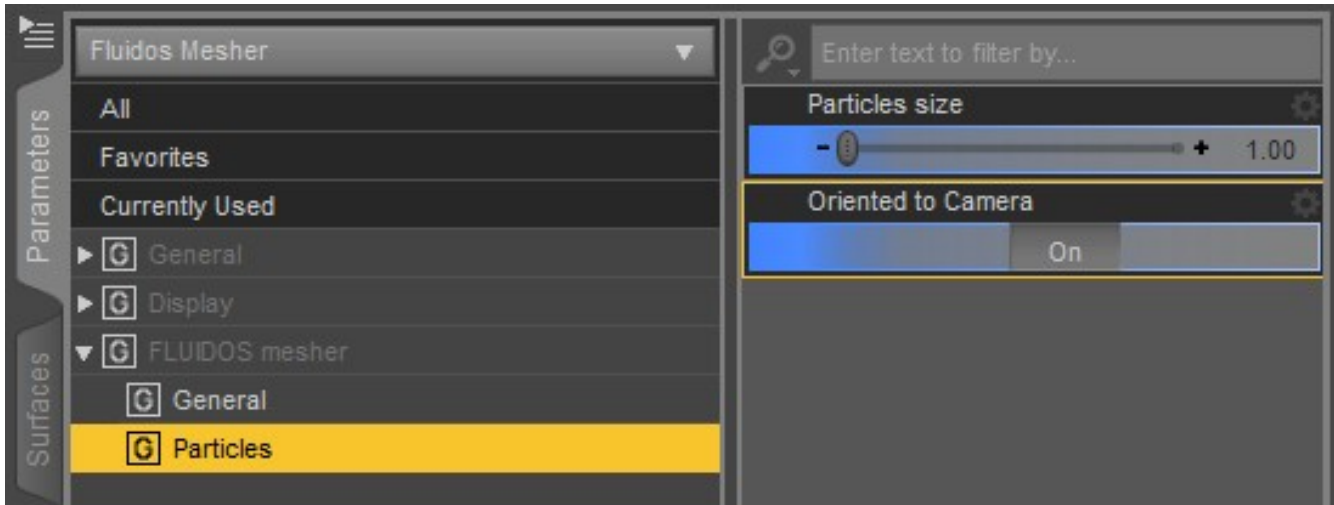 Fluidos Mesher
All
Favorites
Currently Used
G General
G Display
G FLUIDOS mesher
G General
G Particles
Parameters
Surfaces
Enter text to filter by...
Particles size
- + 1.00
Oriented to Camera
On